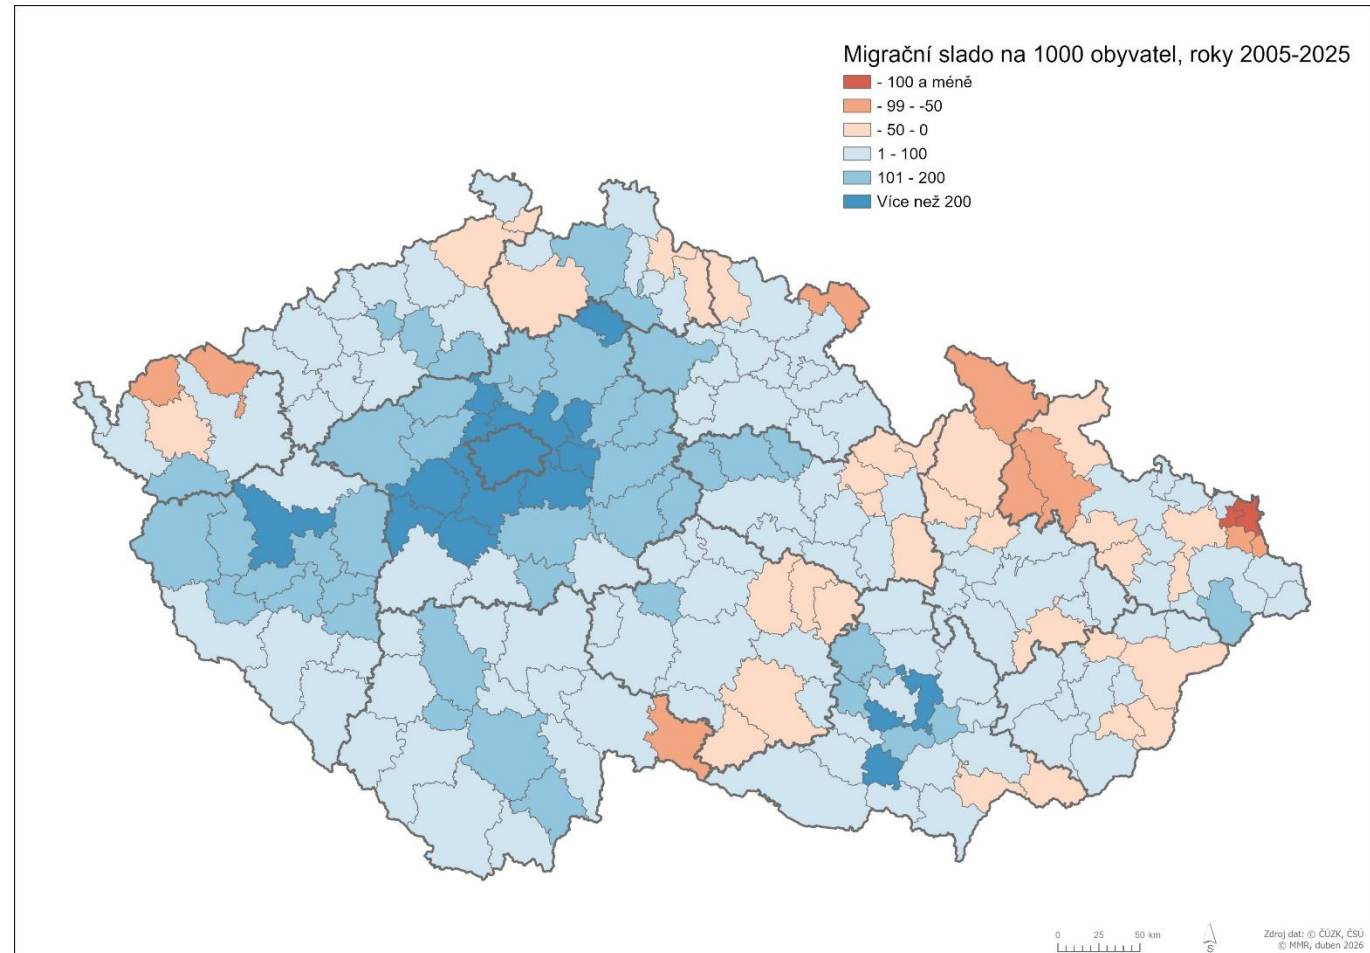 Migrační slado na 1000 obyvatel, roky 2005-2025
- 100 a méně
- 99 - -50
- 50 - 0
1 - 100
101 - 200
Více než 200
0 25 50 km
S
Zdroj dat: © ČÚZK, ČSÚ
© MMR, duben 2026